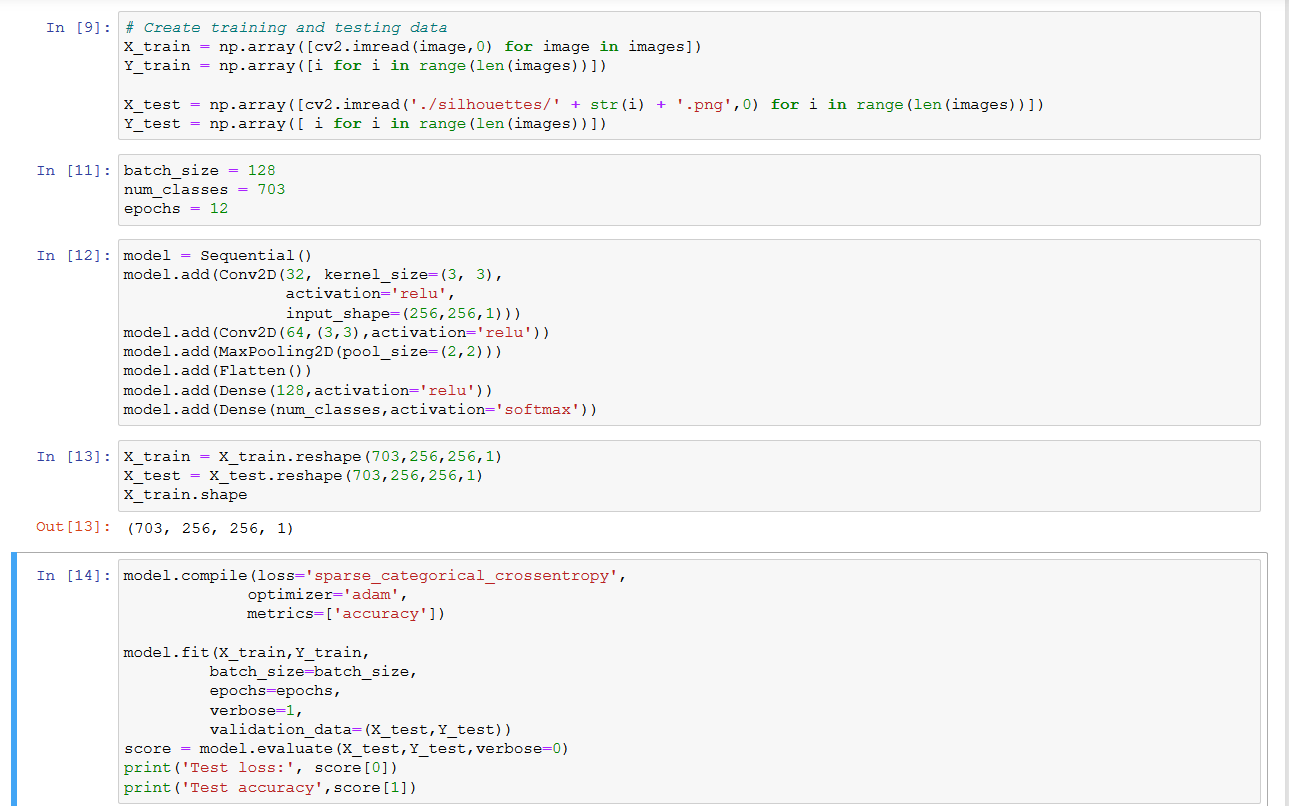 In [9]: # Create training and testing data
X_train = np.array([cv2.imread(image,0) for image in images])
Y_train = np.array([i for i in range(len(images))])
X_test = np.array([cv2.imread('./silhouettes/' + str(i) + '.png',0) for i in range(len(images))])
Y_test = np.array([ i for i in range(len(images))])
In [11]: batch_size = 128
num_classes = 703
epochs = 12
In [12]: model = Sequential()
model.add(Conv2D(32, kernel_size=(3, 3),
activation='relu',
input_shape=(256,256,1)))
model.add(Conv2D(64,(3,3),activation='relu'))
model.add(MaxPooling2D(pool_size=(2,2)))
model.add(Flatten())
model.add(Dense(128,activation='relu'))
model.add(Dense(num_classes,activation='softmax'))
In [13]: X_train = X_train.reshape(703,256,256,1)
X_test = X_test.reshape(703,256,256,1)
X_train.shape
Out[13]: (703, 256, 256, 1)
In [14]: model.compile(loss='sparse_categorical_crossentropy',
optimizer='adam',
metrics=['accuracy'])
model.fit(X_train,Y_train,
batch_size=batch_size,
epochs=epochs,
verbose=1,
validation_data=(X_test,Y_test))
score = model.evaluate(X_test,Y_test,verbose=0)
print('Test loss:', score[0])
print('Test accuracy',score[1])